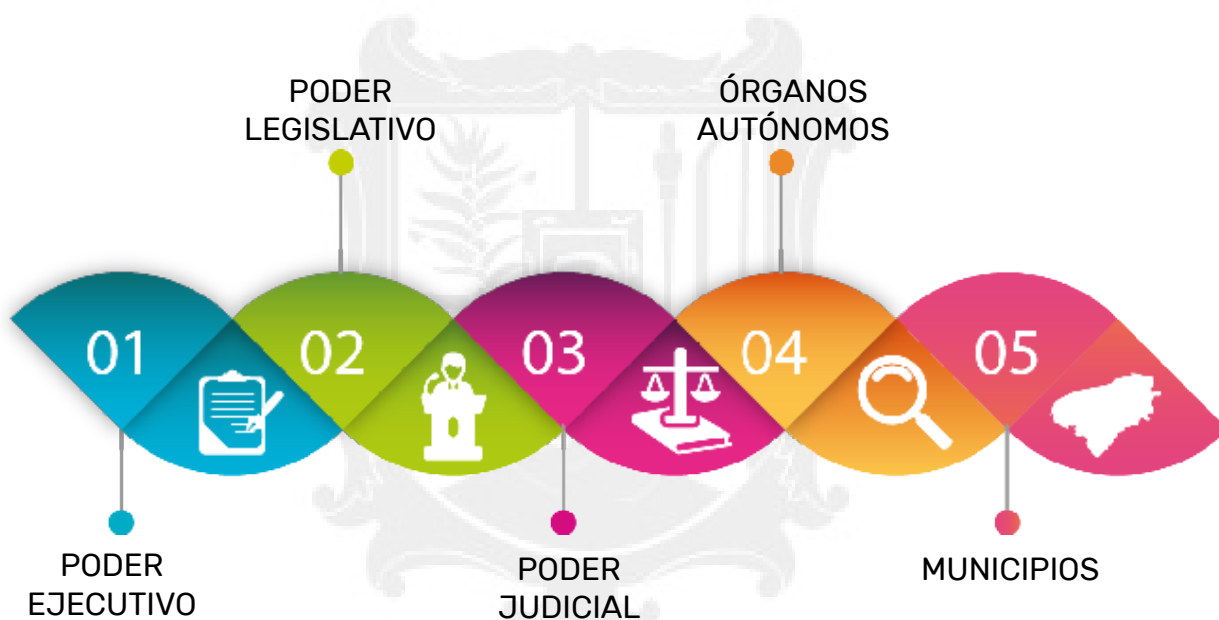 PODER
LEGISLATIVO
ÓRGANOS
AUTÓNOMOS
01
02
03
04
05
PODER
EJECUTIVO
PODER
JUDICIAL
MUNICIPIOS